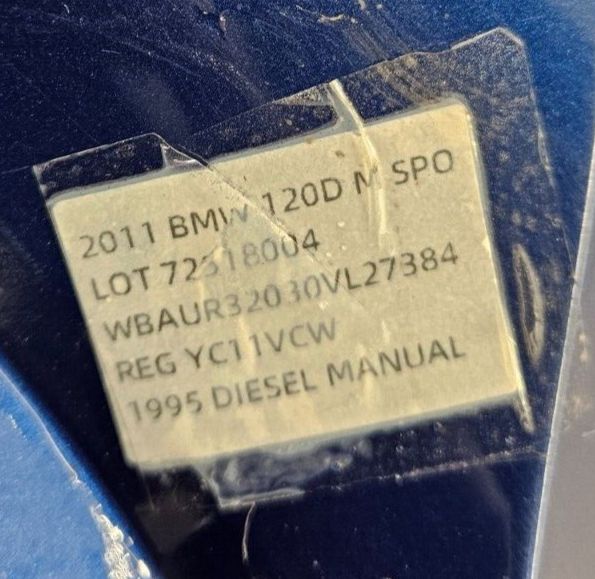 2011 BMW 120D M SPO
LOT 72318004
WBAUR32030VL27384
REG YC11VCW
1995 DIESEL MANUAL